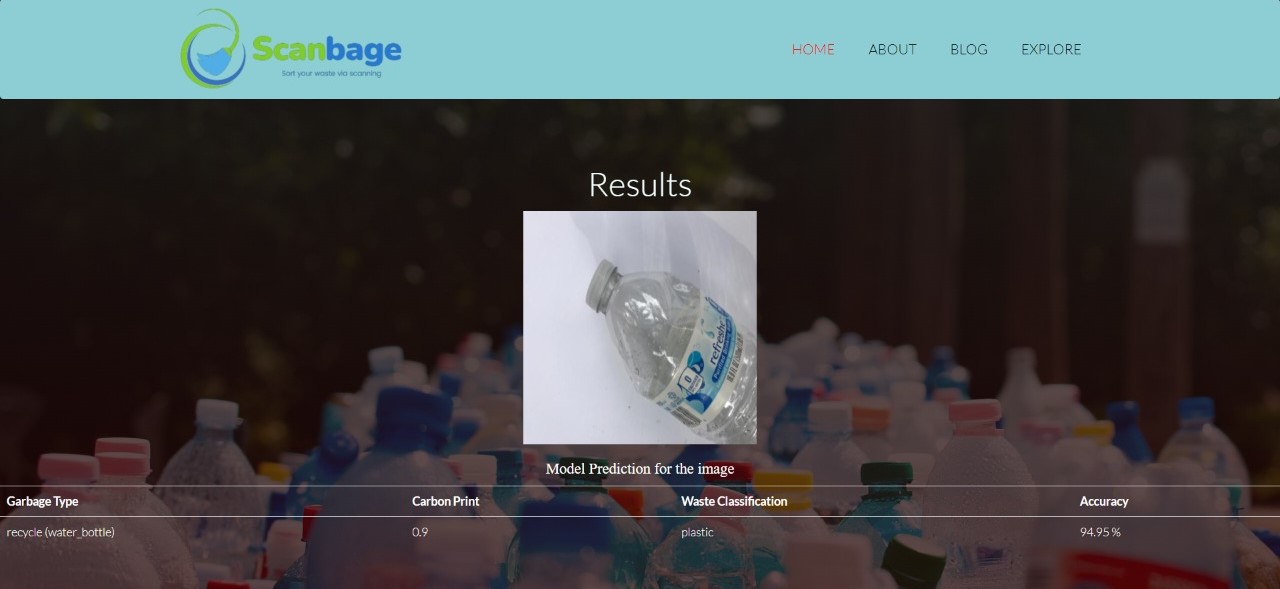 Scanbage
Sort your waste via scanning
HOME ABOUT BLOG EXPLORE
Results
refreshe
Model Prediction for the image
Garbage Type Carbon Print Waste Classification Accuracy
recycle (water_bottle) 0.9 plastic 94.95 %